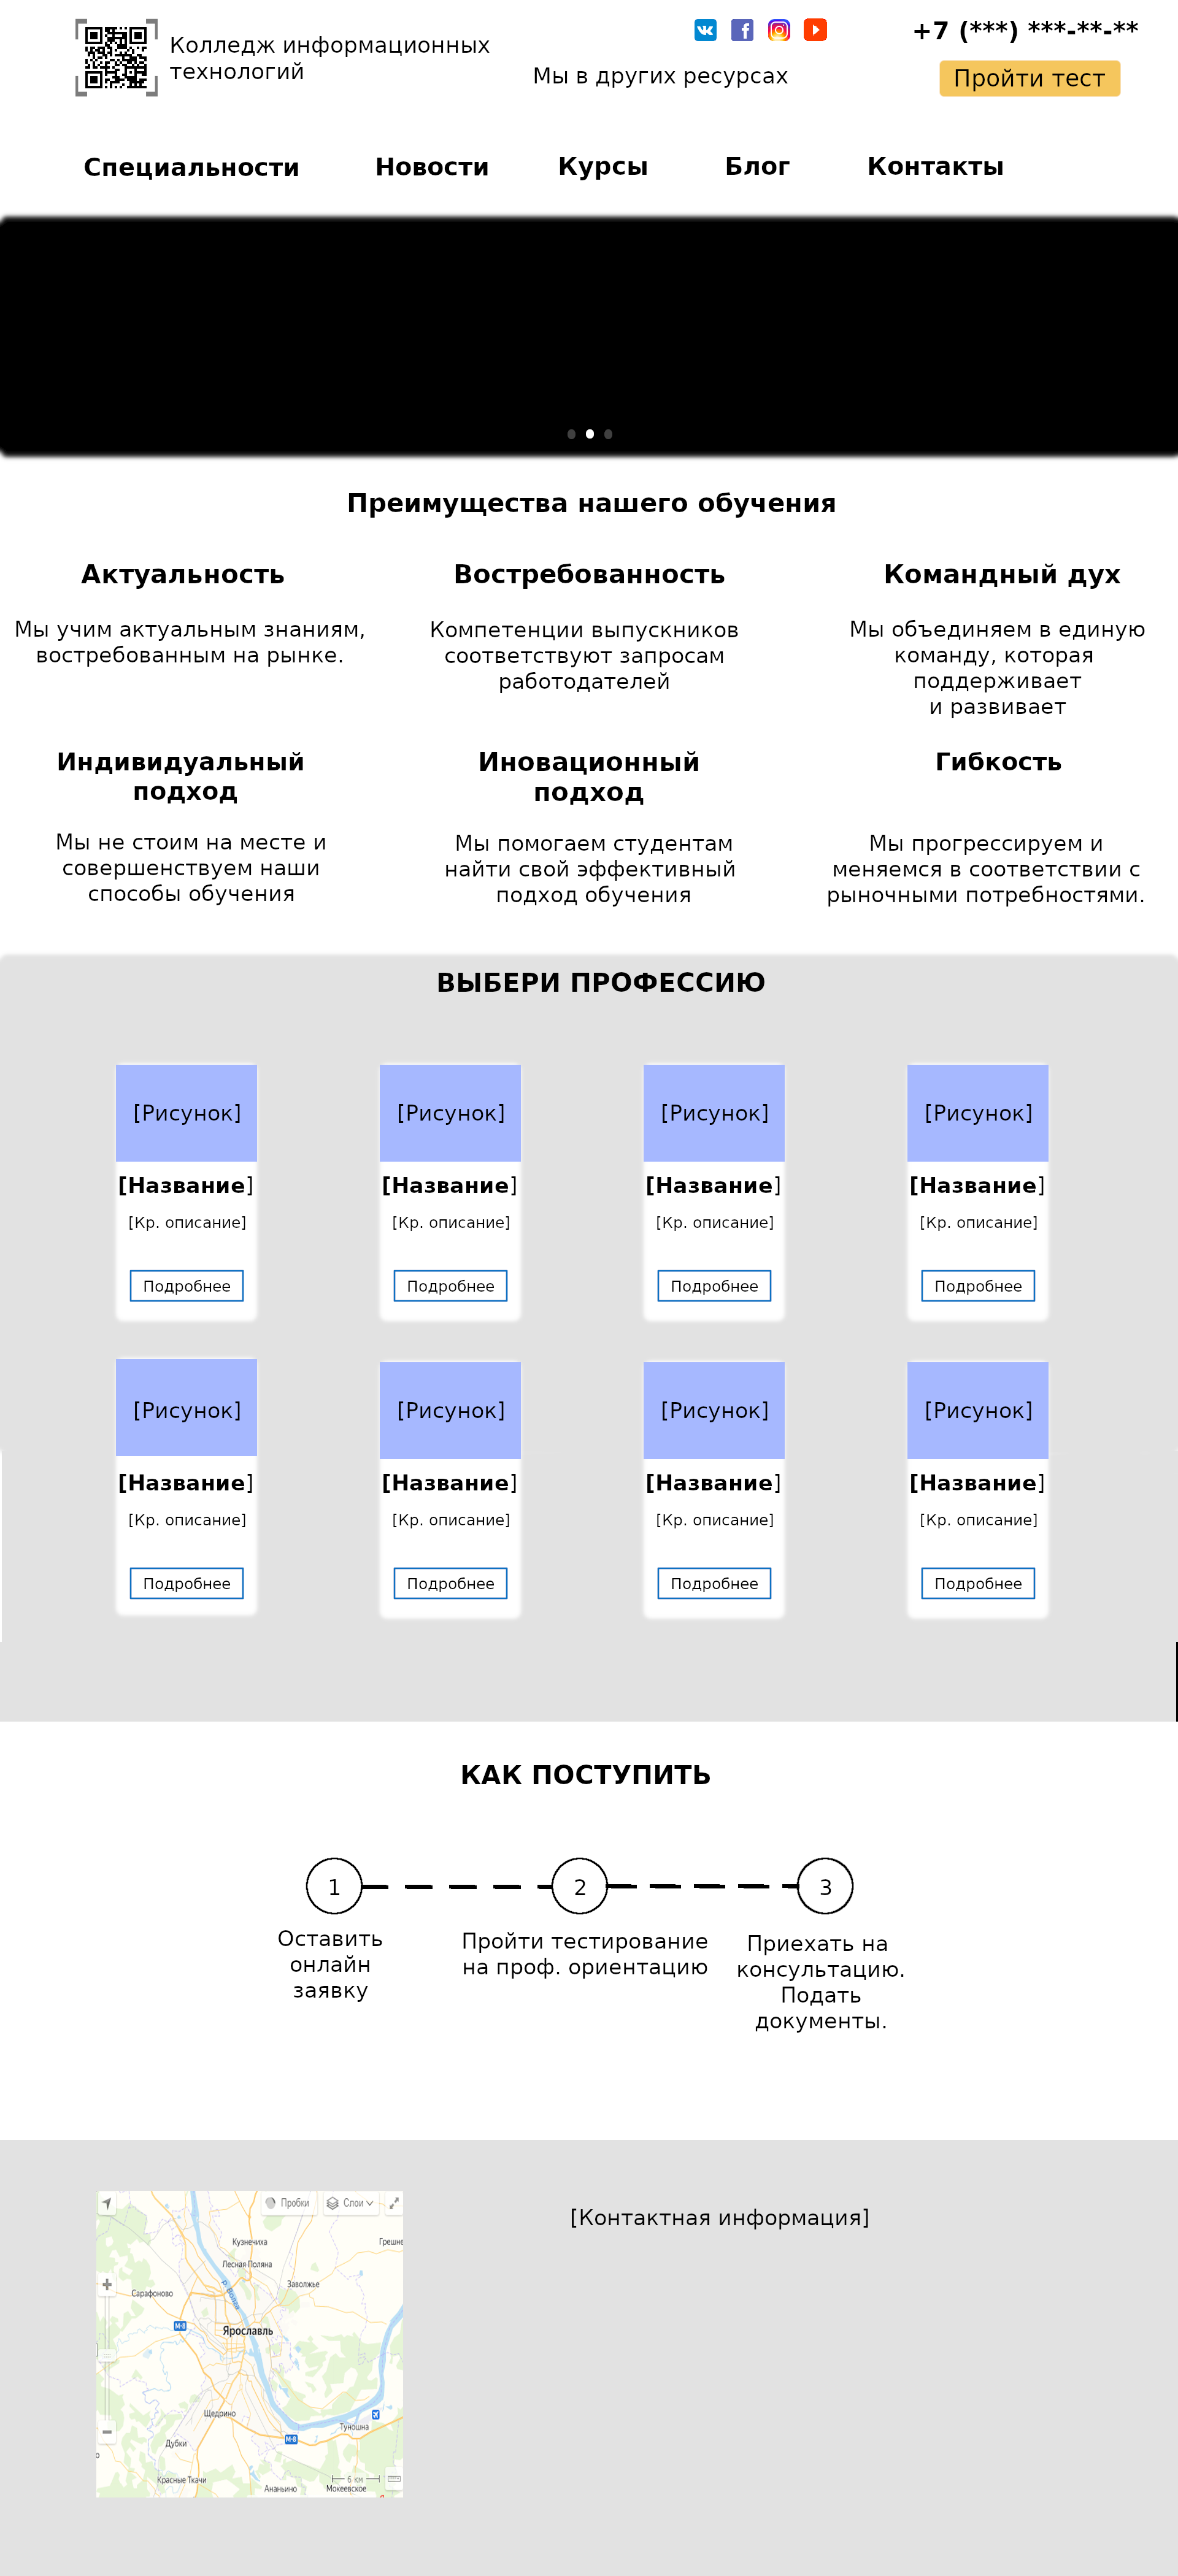 Колледж информационных
технологий
Мы в других ресурсах
+7 (***) ***-**-**
Пройти тест
Специальности
Новости
Курсы
Блог
Контакты
Преимущества нашего обучения
Актуальность
Мы учим актуальным знаниям,
востребованным на рынке.
Востребованность
Компетенции выпускников
соответствуют запросам
работодателей
Командный дух
Мы объединяем в единую
команду, которая
поддерживает
и развивает
Индивидуальный
подход
Мы не стоим на месте и
совершенствуем наши
способы обучения
Иновационный
подход
Мы помогаем студентам
найти свой эффективный
подход обучения
Гибкость
Мы прогрессируем и
меняемся в соответствии с
рыночными потребностями.
ВЫБЕРИ ПРОФЕССИЮ
[Рисунок]
[Название]
[Кр. описание]
Подробнее
[Рисунок]
[Название]
[Кр. описание]
Подробнее
[Рисунок]
[Название]
[Кр. описание]
Подробнее
[Рисунок]
[Название]
[Кр. описание]
Подробнее
[Рисунок]
[Название]
[Кр. описание]
Подробнее
[Рисунок]
[Название]
[Кр. описание]
Подробнее
[Рисунок]
[Название]
[Кр. описание]
Подробнее
[Рисунок]
[Название]
[Кр. описание]
Подробнее
КАК ПОСТУПИТЬ
1
Оставить
онлайн
заявку
2
Пройти тестирование
на проф. ориентацию
3
Приехать на
консультацию.
Подать
документы.
Пробки
Слои
Кузнечиха
Грешне
Лесная Поляна
Заволжье
Сарафоново
р. Волга
М-8
Ярославль
Щедрино
Туношна
М-8
Дубки
Красные Ткачи
6 км
Ананьино
Мокеевское
[Контактная информация]